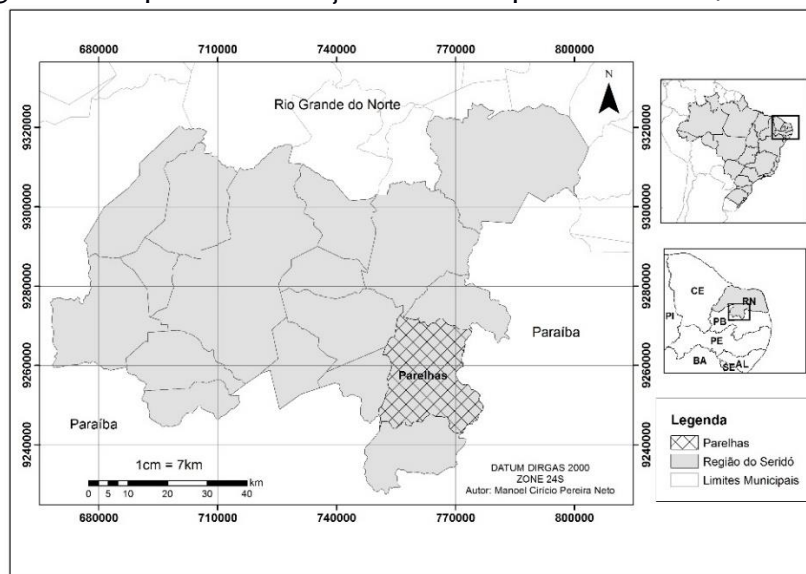 680000 710000 740000 770000 800000
N
Rio Grande do Norte
9320000
9300000
9280000
9260000
9240000
9320000
9300000
9280000
9260000
9240000
Paraíba
Parelhas
Paraíba
1cm = 7km
0 5 10 20 30 40 km
DATUM DIRGAS 2000
ZONE 24S
Autor: Manoel Cirício Pereira Neto
680000 710000 740000 770000 800000
CE
RN
PI
PB
PE
BA
SE
AL
Legenda
Parelhas
Região do Seridó
Limites Municipais